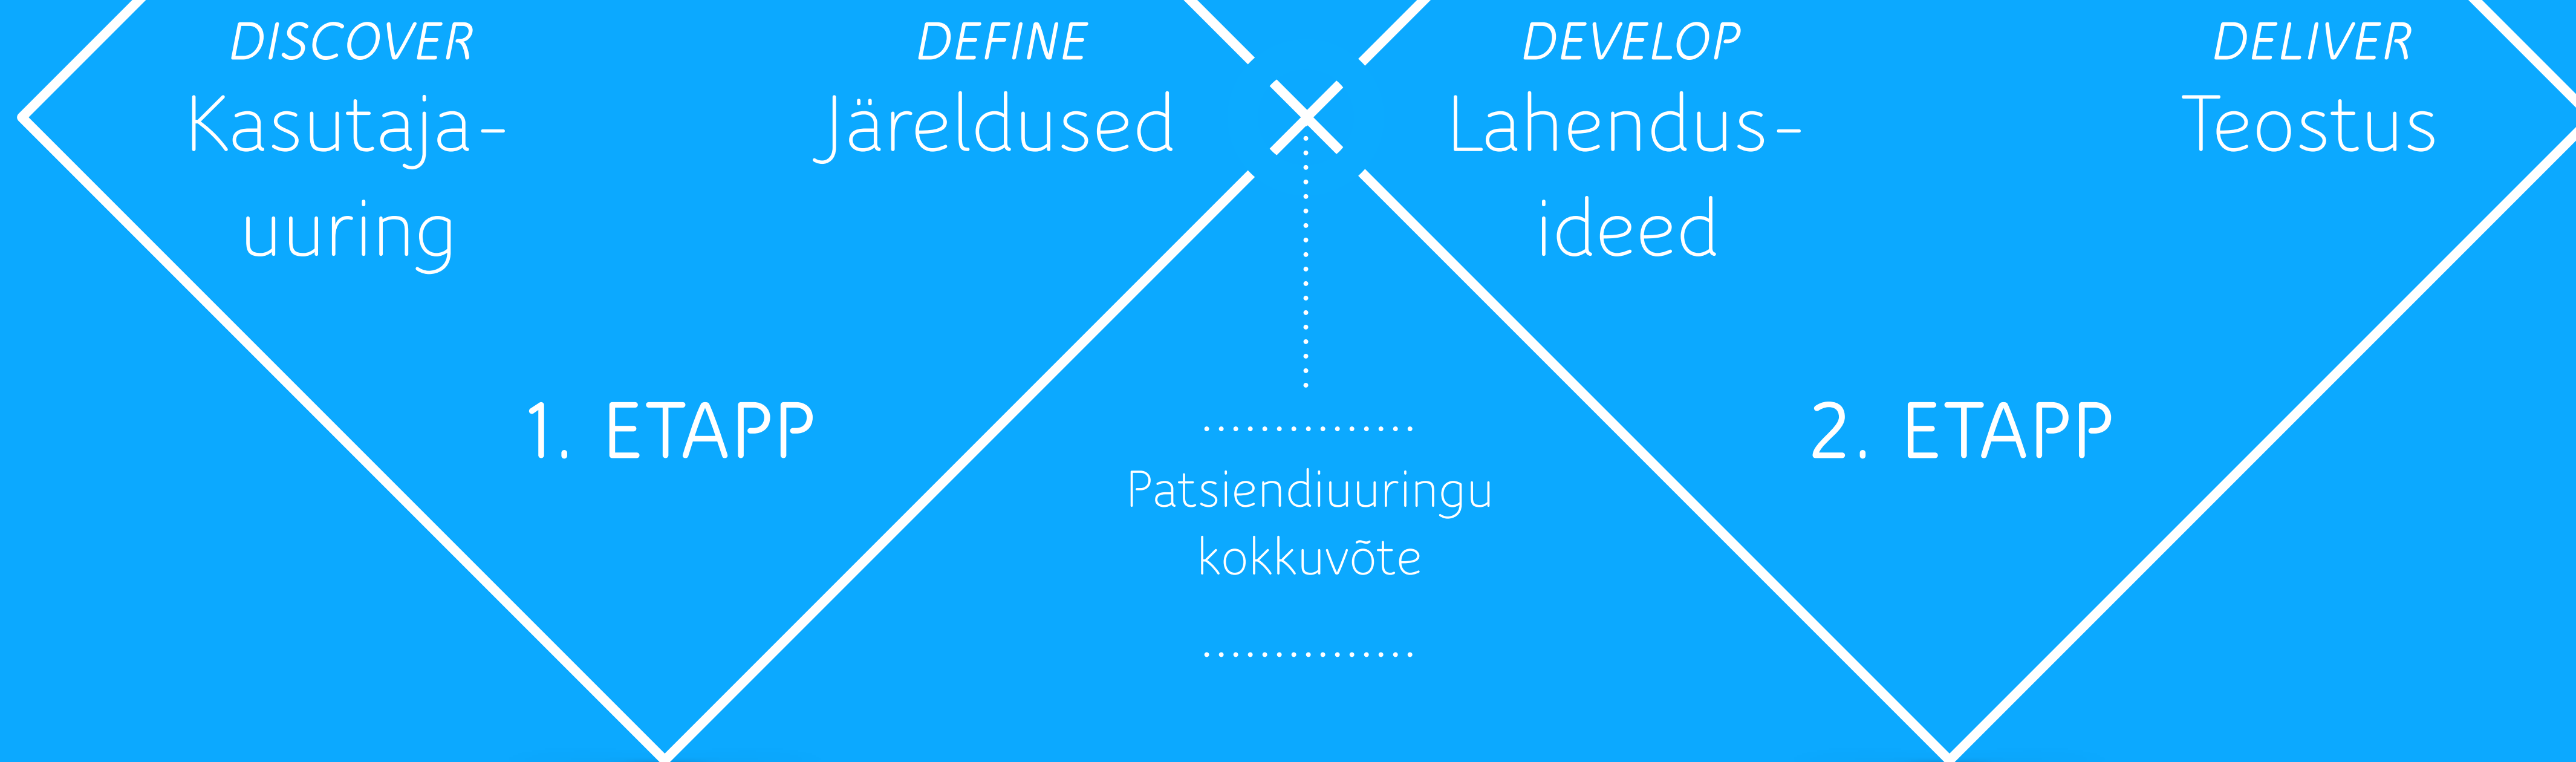 DISCOVER
Kasutaja-
uuring
DEFINE
Järeldused
DEVELOP
Lahendus-
ideed
DELIVER
Teostus
1. ETAPP
2. ETAPP
Patsiendiuuringu
kokkuvõte